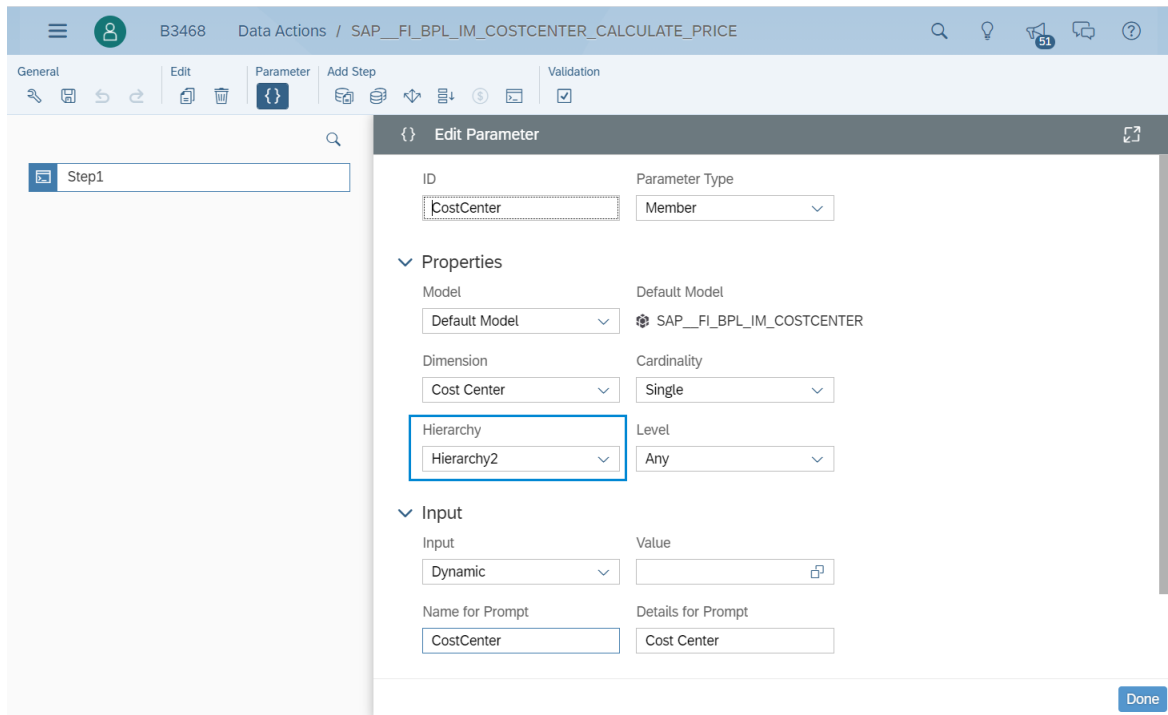 B3468 Data Actions / SAP__FI_BPL_IM_COSTCENTER_CALCULATE_PRICE
51
General Edit Parameter Add Step Validation
Edit Parameter
Step1
ID Parameter Type
CostCenter Member
Properties
Model Default Model
Default Model SAP__FI_BPL_IM_COSTCENTER
Dimension Cardinality
Cost Center Single
Hierarchy Level
Hierarchy2 Any
Input
Input Value
Dynamic
Name for Prompt Details for Prompt
CostCenter Cost Center
Done